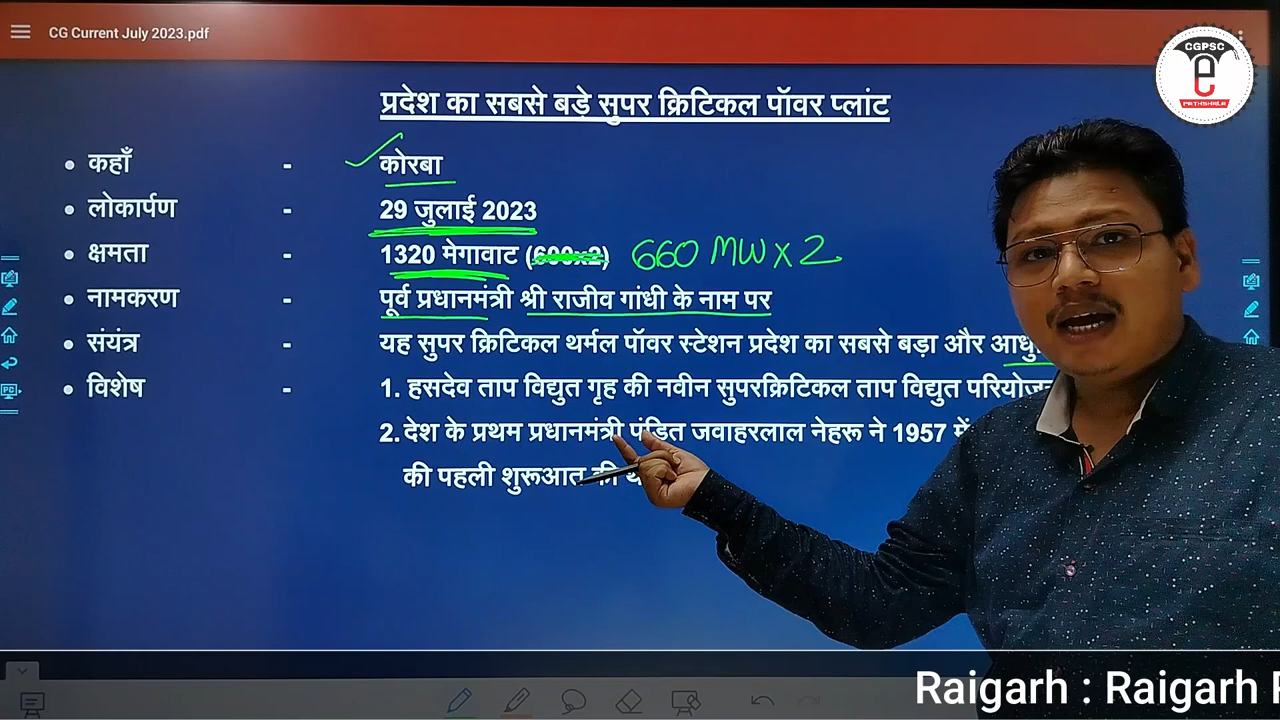 CG Current July 2023.pdf
CGPSC
e
PATHSHALA
प्रदेश का सबसे बड़े सुपर क्रिटिकल पॉवर प्लांट
• कहाँ - कोरबा
• लोकार्पण - 29 जुलाई 2023
• क्षमता - 1320 मेगावाट (600x2) 660 MW x 2
• नामकरण - पूर्व प्रधानमंत्री श्री राजीव गांधी के नाम पर
• संयंत्र - यह सुपर क्रिटिकल थर्मल पॉवर स्टेशन प्रदेश का सबसे बड़ा और
• विशेष - 1. हसदेव ताप विद्युत गृह की नवीन सुपरक्रिटिकल ताप विद्युत
2. देश के प्रथम प्रधानमंत्री पंडित जवाहरलाल नेहरू ने 1957 में
की पहली शुरूआत की
Raigarh : Raigarh